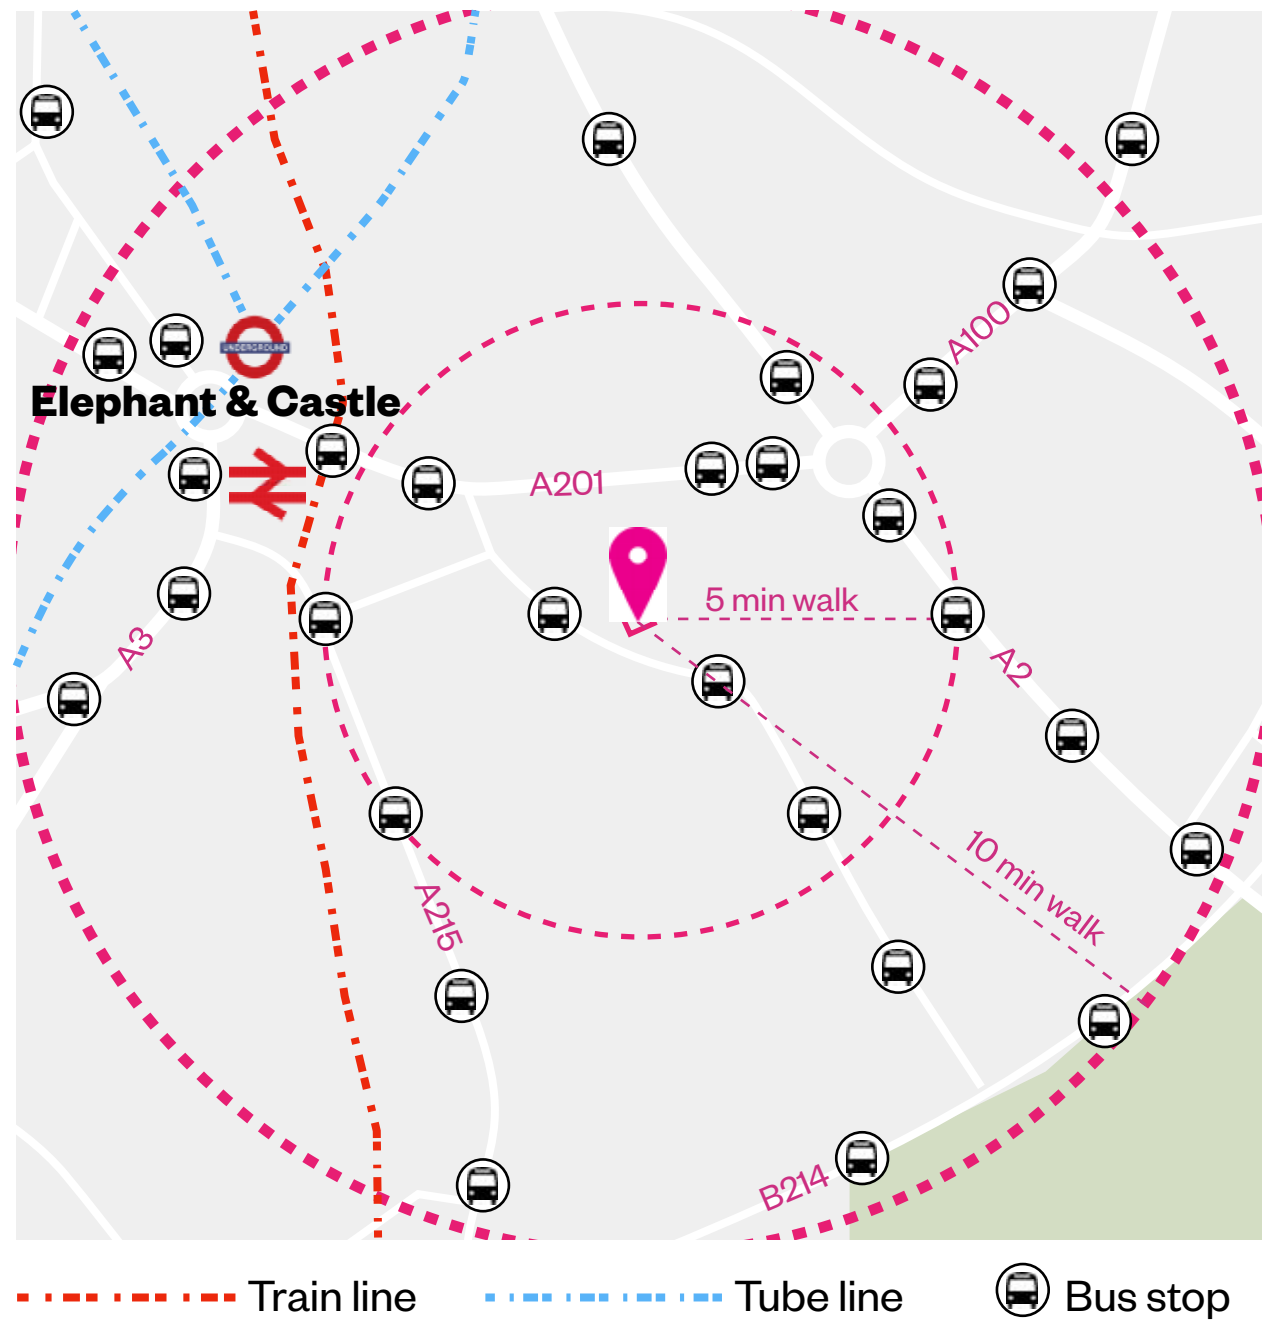 A100
UNDERGROUND
Elephant & Castle
A201
5 min walk
A3
A2
10 min walk
A215
B214
Train line
Tube line
Bus stop